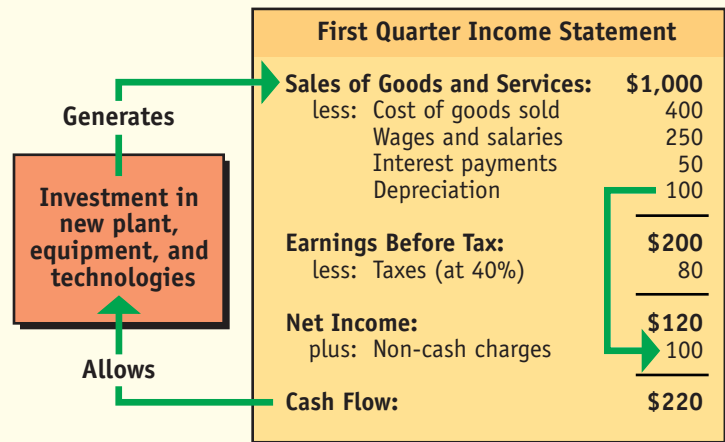 First Quarter Income Statement
Sales of Goods and Services: $1,000
less: Cost of goods sold 400
Wages and salaries 250
Interest payments 50
Depreciation 100
Earnings Before Tax: $200
less: Taxes (at 40%) 80
Net Income: $120
plus: Non-cash charges 100
Cash Flow: $220
Generates
Investment in
new plant,
equipment, and
technologies
Allows